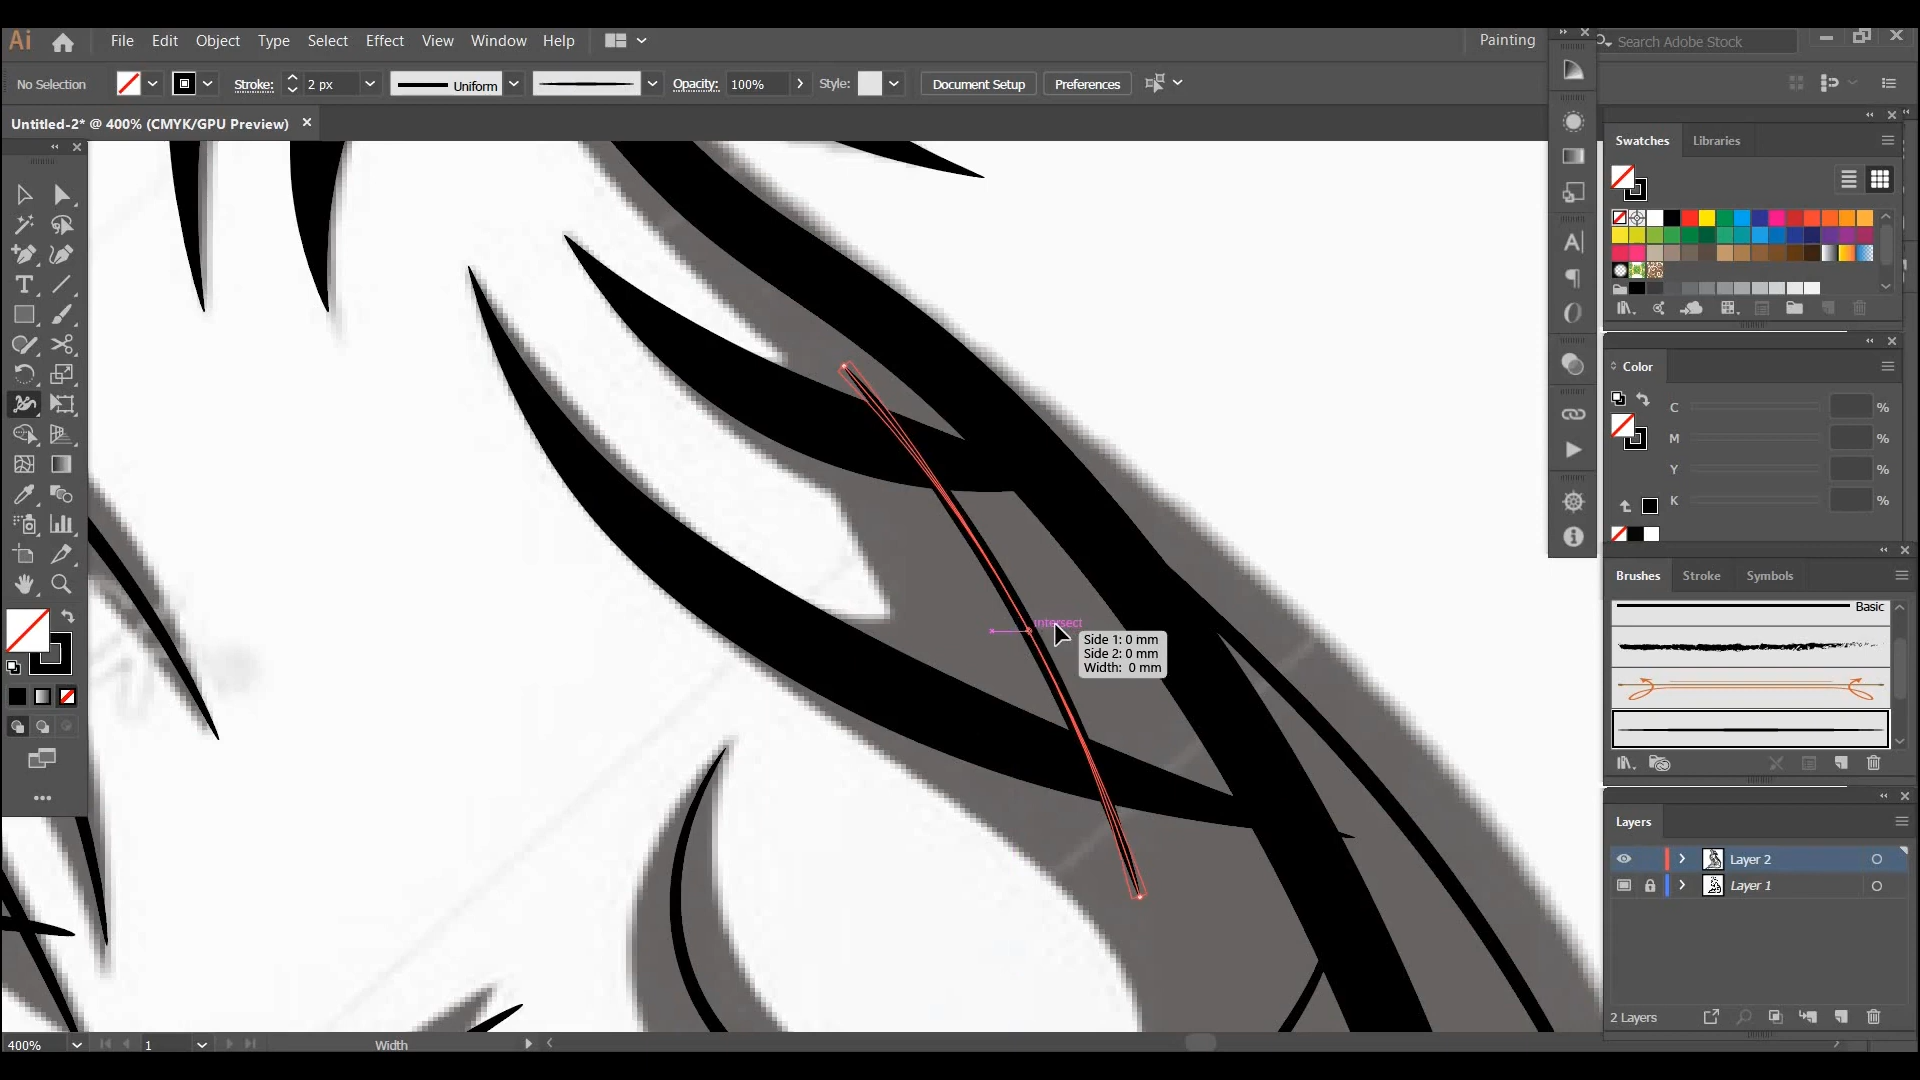 Ai File Edit Object Type Select Effect View Window Help Painting Search Adobe Stock
No Selection Stroke: 2 px Uniform Opacity: 100% Style: Document Setup Preferences
Untitled-2* @ 400% (CMYK/GPU Preview)
Swatches Libraries
Color
C %
M %
Y %
K %
Brushes Stroke Symbols
Basic
intersect
Side 1: 0 mm
Side 2: 0 mm
Width: 0 mm
Layers
Layer 2
Layer 1
2 Layers
400% 1 Width